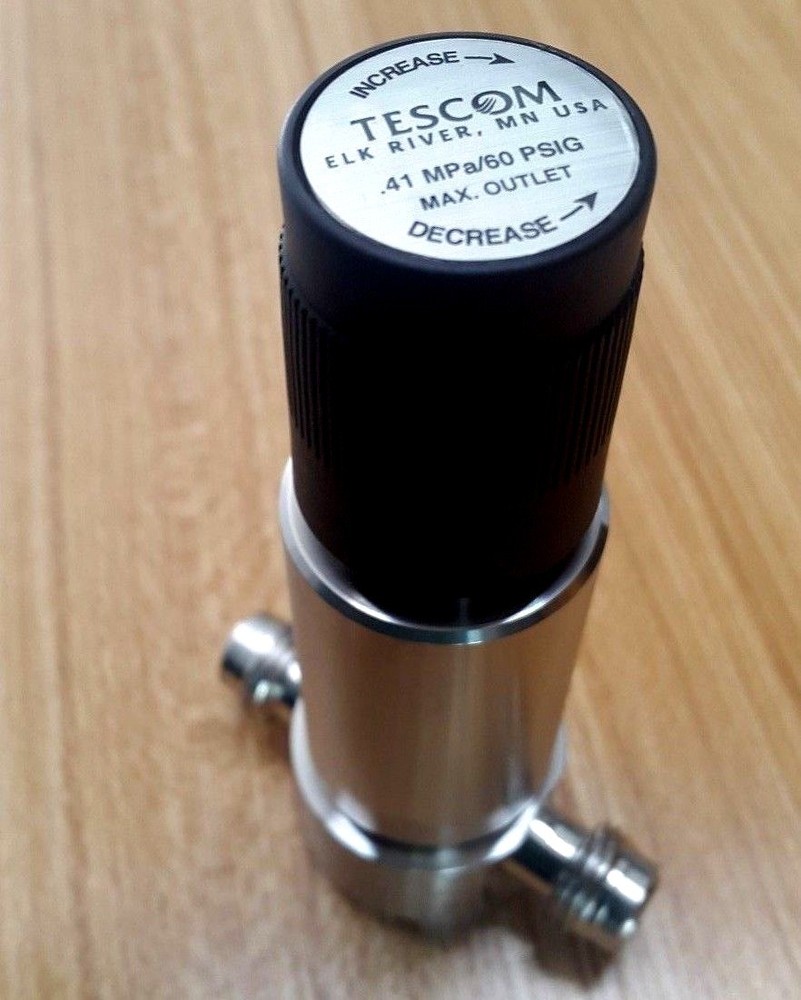 INCREASE
TESCOM
ELK RIVER, MN USA
.41 MPa/60 PSIG
MAX. OUTLET
DECREASE